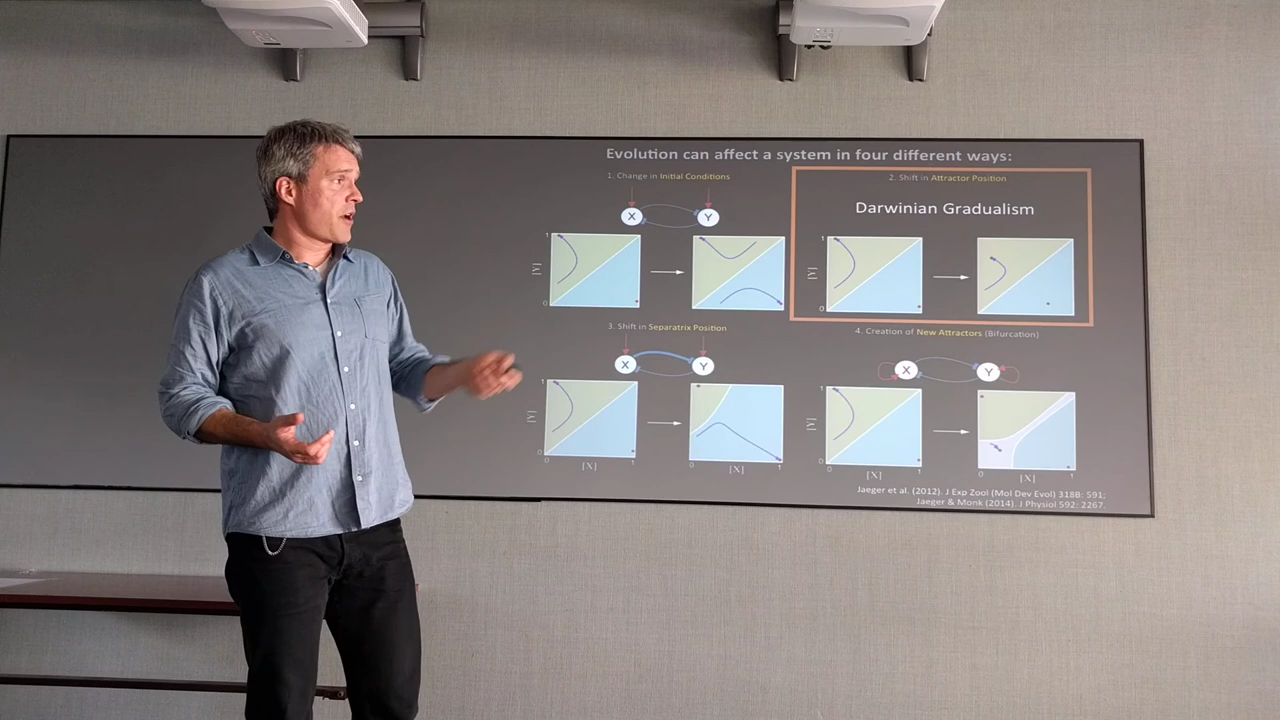 Evolution can affect a system in four different ways:
1. Change in Initial Conditions
X Y
[Y]
1
0
2. Shift in Attractor Position
Darwinian Gradualism
[Y]
1
0
3. Shift in Separatrix Position
X Y
[Y]
1
0
0 [X] 1
0 [X] 1
4. Creation of New Attractors (Bifurcation)
X Y
[Y]
1
0
0 [X] 1
0 [X] 1
Jaeger et al. (2012). J Exp Zool (Mol Dev Evol) 318B: 591;
Jaeger & Monk (2014). J Physiol 592: 2267.